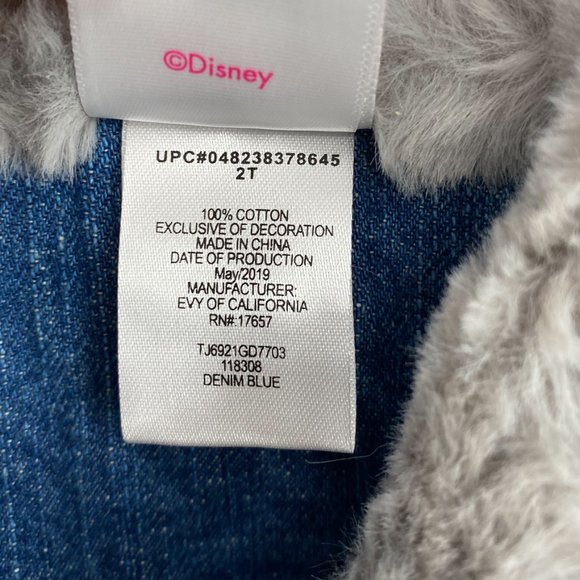 ©Disney
UPC#048238378645
2T
100% COTTON
EXCLUSIVE OF DECORATION
MADE IN CHINA
DATE OF PRODUCTION
May/2019
MANUFACTURER:
EVY OF CALIFORNIA
RN#:17657
TJ6921GD7703
118308
DENIM BLUE